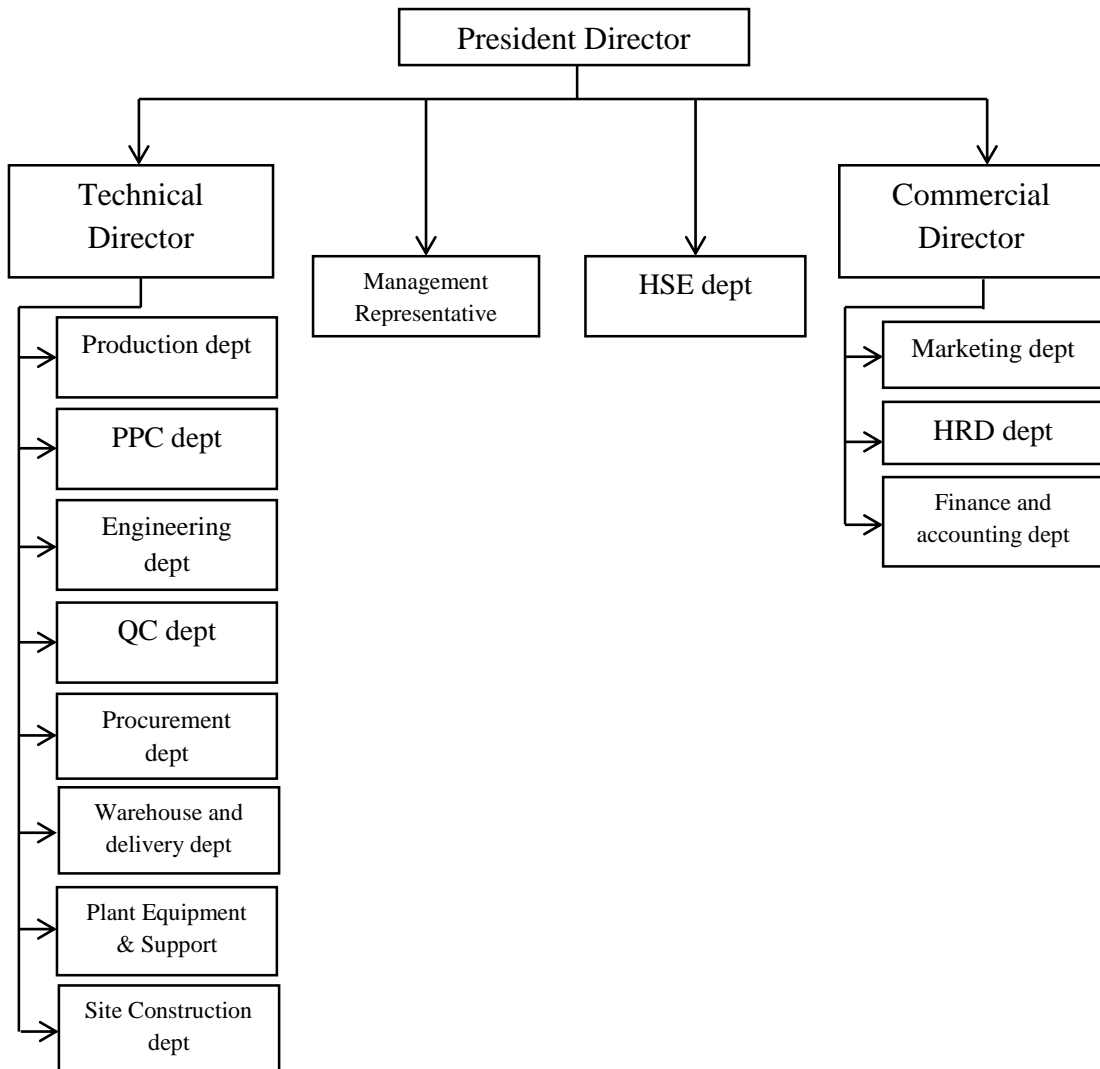 President Director
Technical
Director
Commercial
Director
Management
Representative
HSE dept
Production dept
PPC dept
Engineering
dept
QC dept
Procurement
dept
Warehouse and
delivery dept
Plant Equipment
& Support
Site Construction
dept
Marketing dept
HRD dept
Finance and
accounting dept